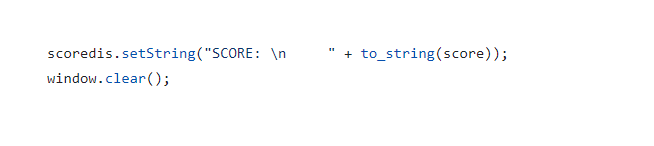 scoredis.setString("SCORE: \n     " + to_string(score));
window.clear();